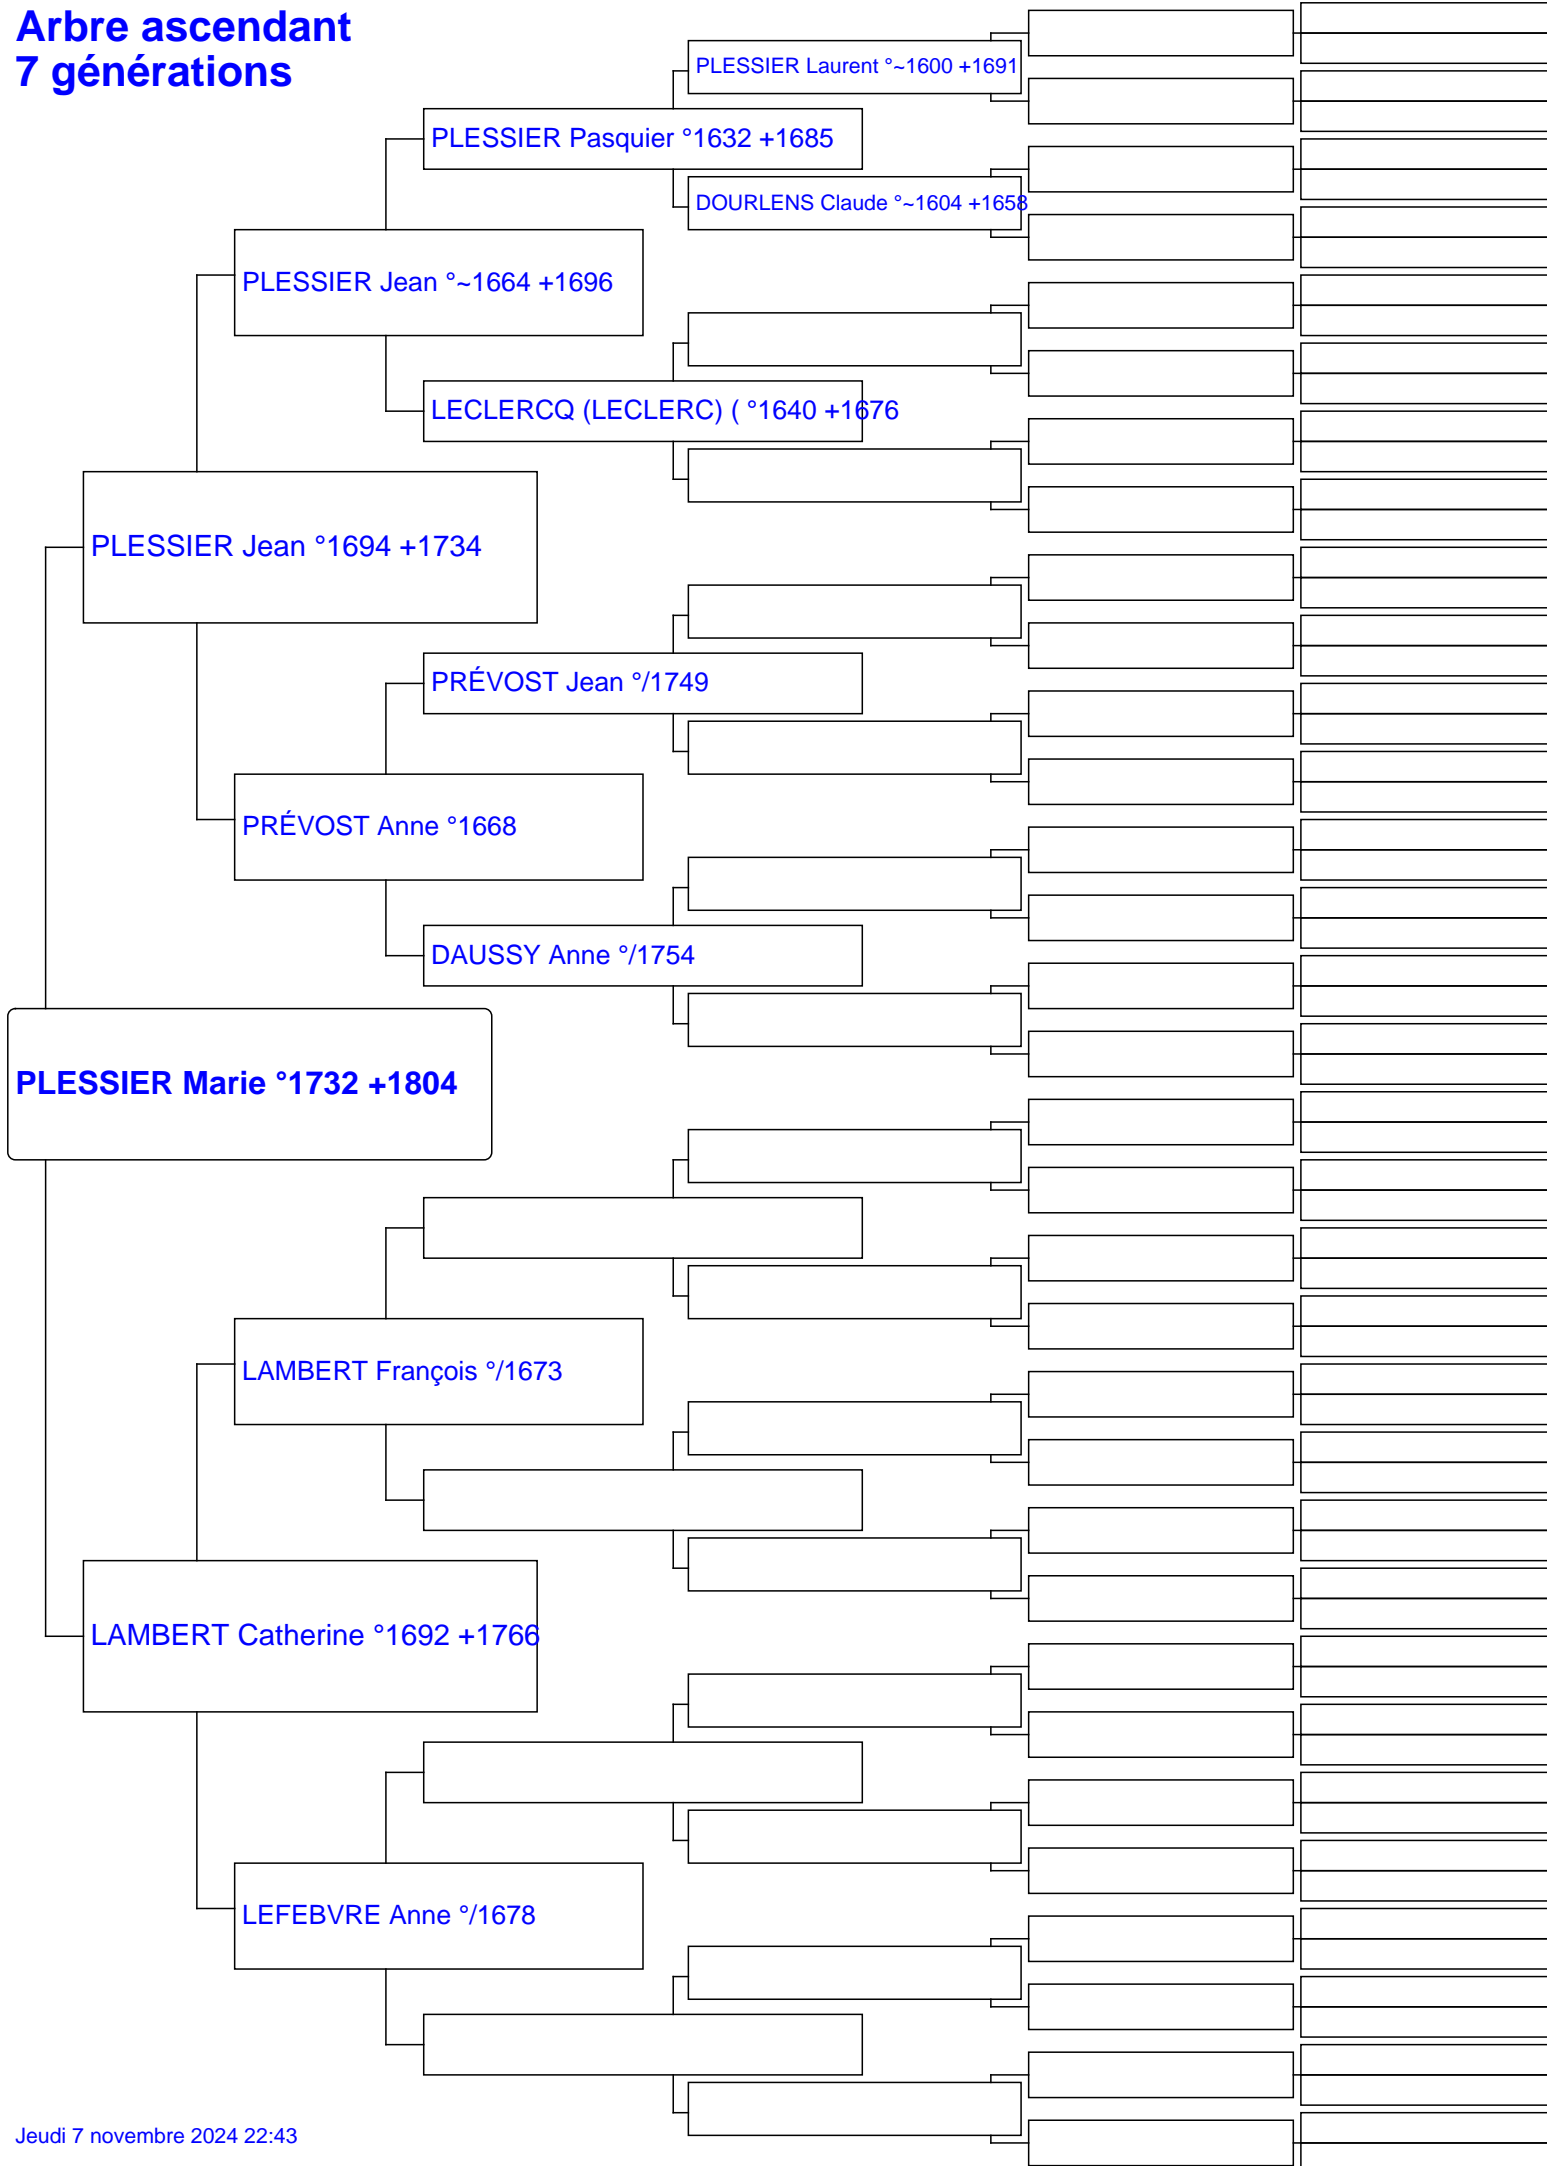 Arbre ascendant
7 générations
PLESSIER Laurent °~1600 +1691
PLESSIER Pasquier °1632 +1685
DOURLENS Claude °~1604 +1658
PLESSIER Jean °~1664 +1696
LECLERCQ (LECLERC) ( °1640 +1676
PLESSIER Jean °1694 +1734
PRÉVOST Jean °/1749
PRÉVOST Anne °1668
DAUSSY Anne °/1754
PLESSIER Marie °1732 +1804
LAMBERT François °/1673
LAMBERT Catherine °1692 +1766
LEFEBVRE Anne °/1678
Jeudi 7 novembre 2024 22:43